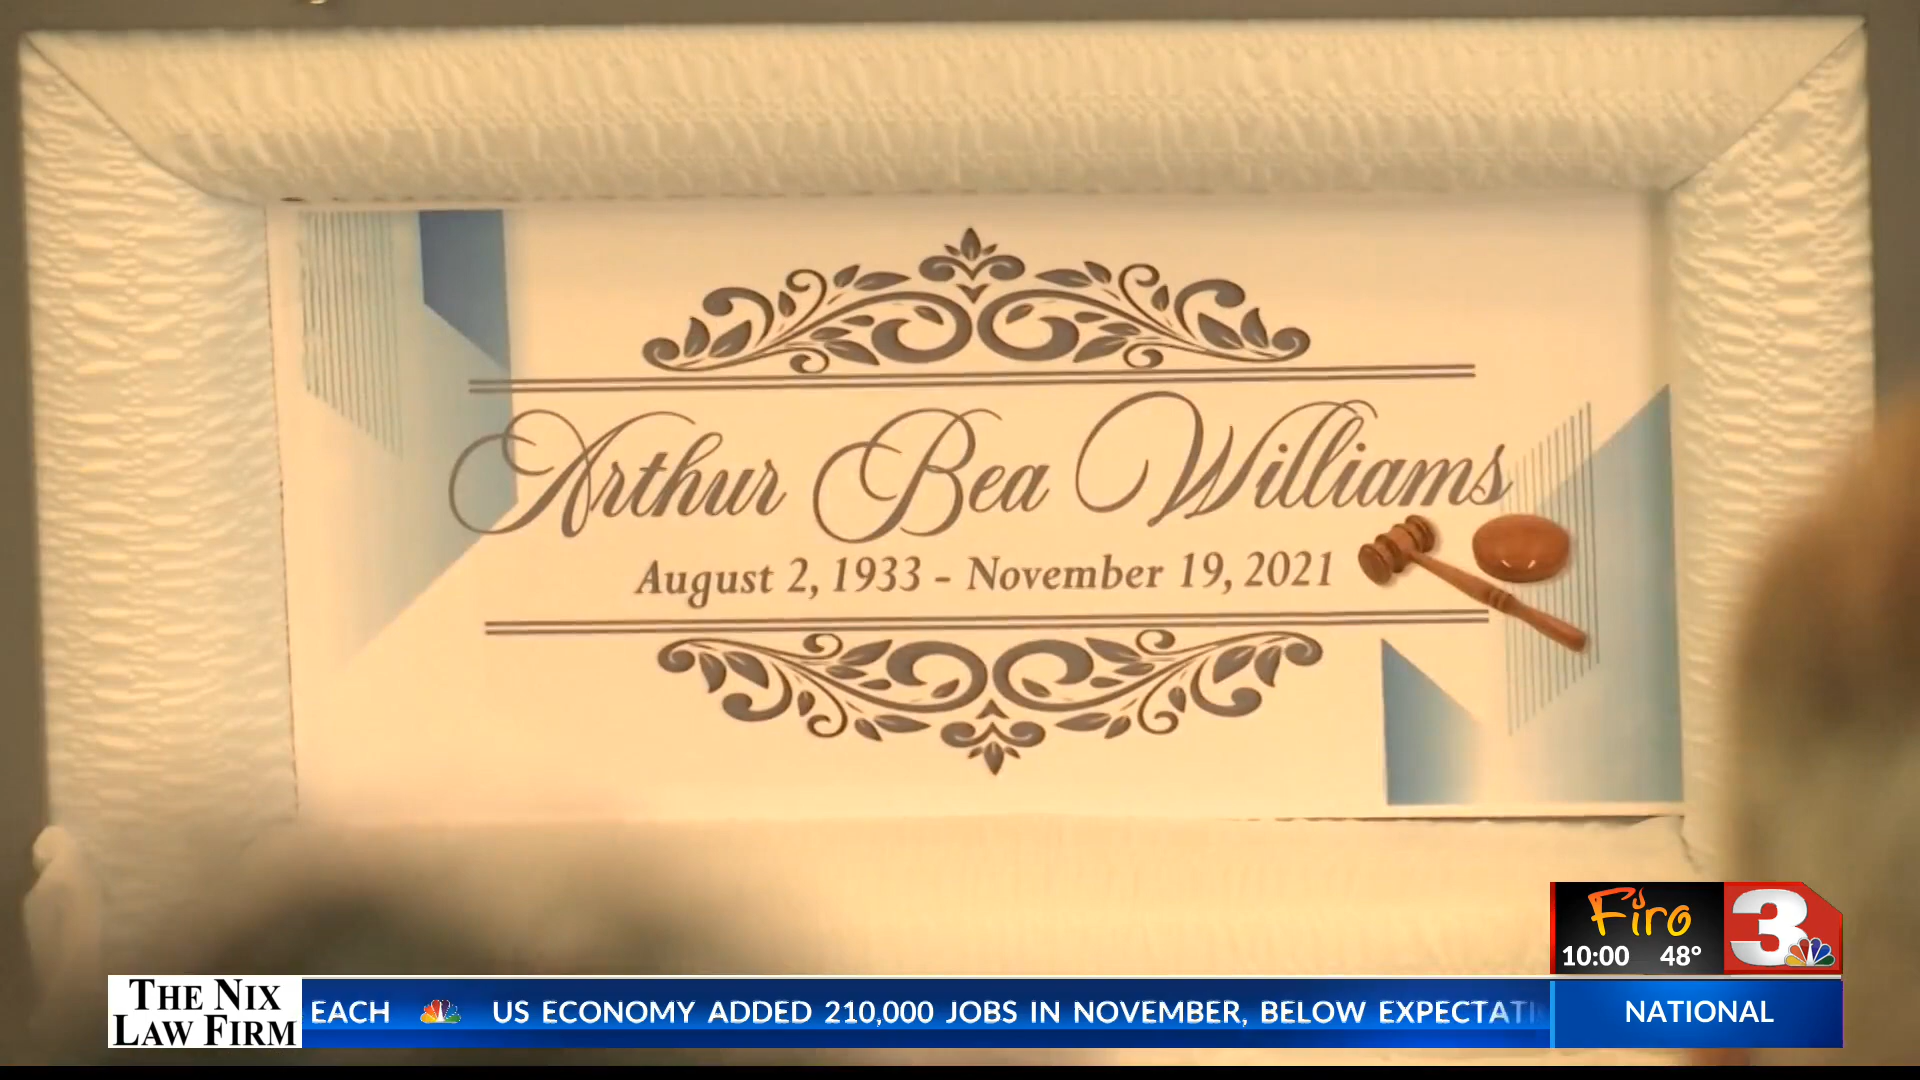 Arthur Bea Williams
August 2, 1933 - November 19, 2021
Firo
10:00 48°
3
THE NIX
LAW FIRM
EACH US ECONOMY ADDED 210,000 JOBS IN NOVEMBER, BELOW EXPECTATI
NATIONAL